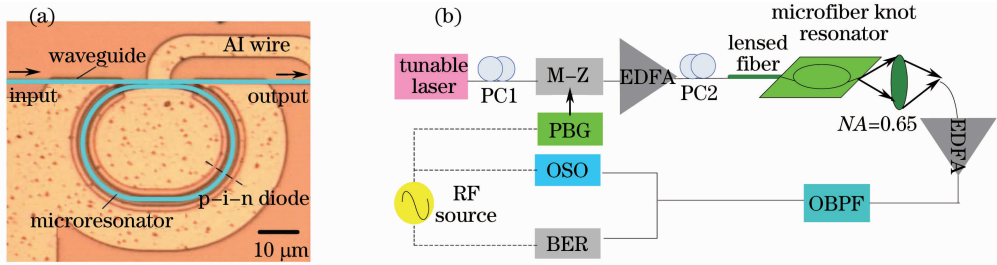 (a)
waveguide
AI wire
input
output
p-i-n diode
microresonator
10 μm
(b)
tunable
laser
PC1
M-Z
EDFA
PC2
lensed
fiber
microfiber knot
resonator
NA=0.65
EDFA
PBG
OSO
RF
source
BER
OBPF